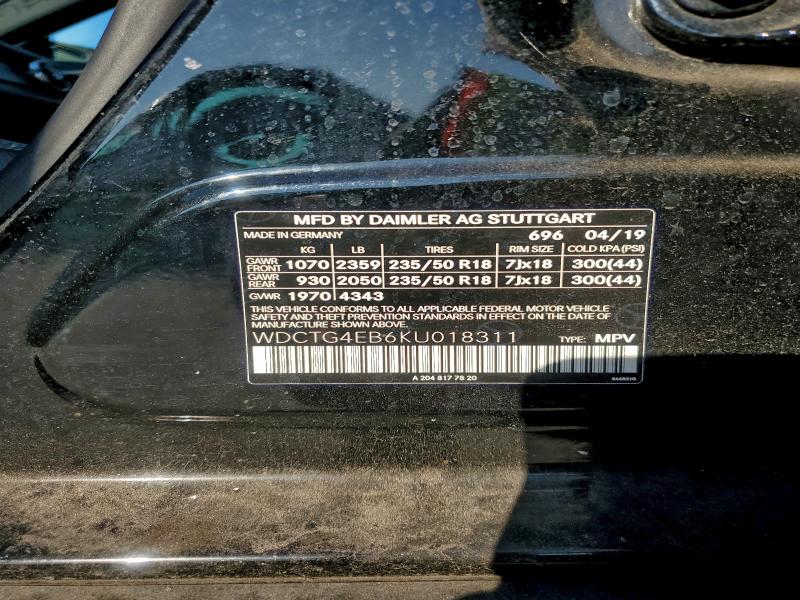 MFD BY DAIMLER AG STUTTGART
MADE IN GERMANY 696 04/19
KG LB TIRES RIM SIZE COLD KPA(PSI)
GAWR FRONT 1070 2359 235/50 R18 7Jx18 300(44)
GAWR REAR 930 2050 235/50 R18 7Jx18 300(44)
GVWR 1970 4343
THIS VEHICLE CONFORMS TO ALL APPLICABLE FEDERAL MOTOR VEHICLE
SAFETY AND THEFT PREVENTION STANDARDS IN EFFECT ON THE DATE
OF MANUFACTURE SHOWN ABOVE.
WDCTG4EB6KU018311 TYPE: MPV
A 204 817 78 20